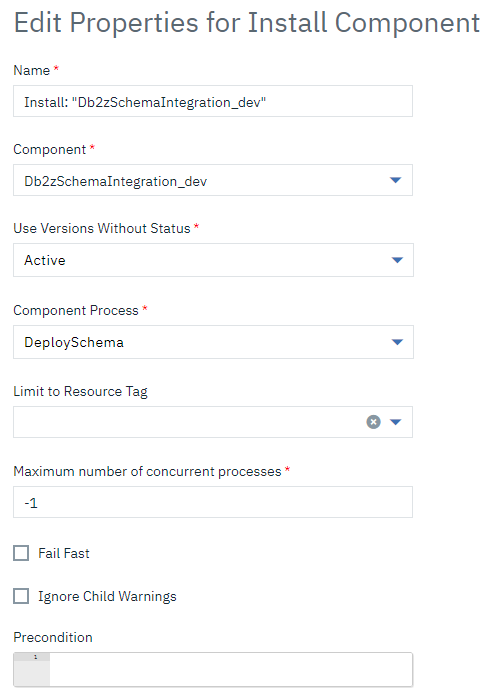 Edit Properties for Install Component
Name *
Install: "Db2zSchemaIntegration_dev"
Component *
Db2zSchemaIntegration_dev
Use Versions Without Status *
Active
Component Process *
DeploySchema
Limit to Resource Tag
Maximum number of concurrent processes *
-1
Fail Fast
Ignore Child Warnings
Precondition
1